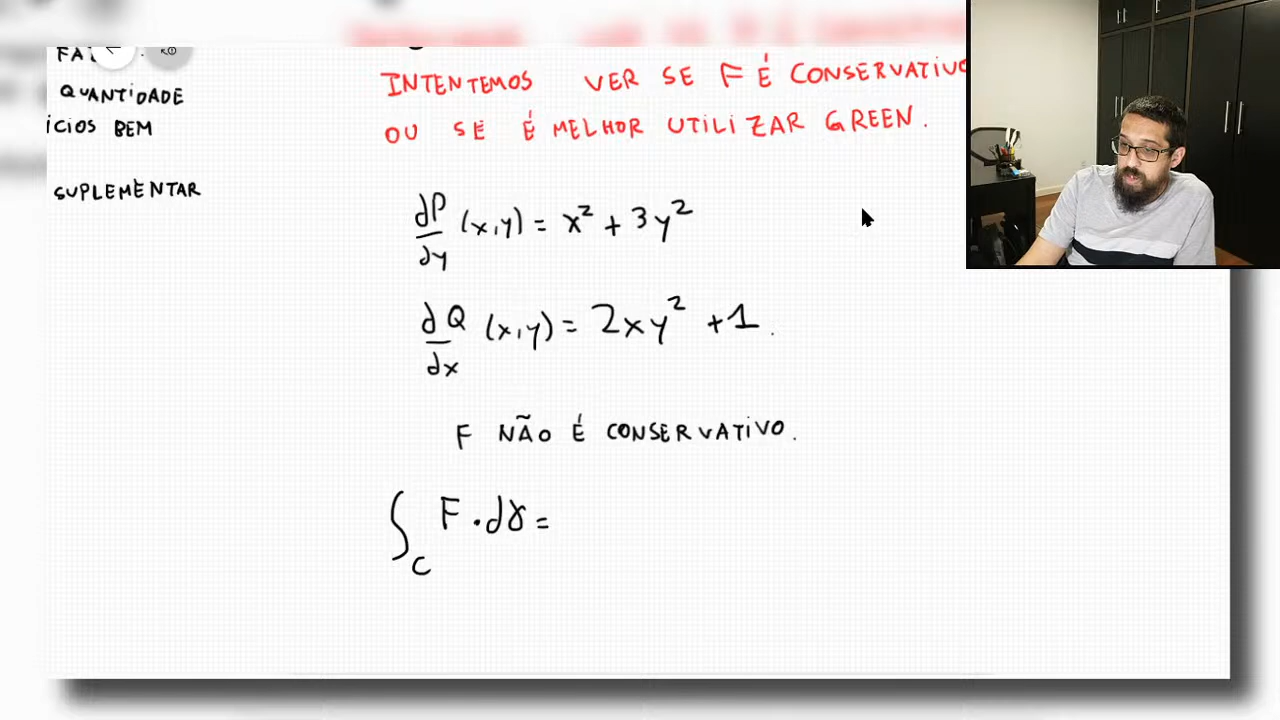 QUANTIDADE
ÍCIOS BEM
SUPLEMENTAR
INTENTEMOS VER SE F É CONSERVATIVO
OU SE É MELHOR UTILIZAR GREEN.
∂P/∂y (x,y) = x² + 3y²
∂Q/∂x (x,y) = 2xy² + 1.
F NÃO É CONSERVATIVO.
∫_C F·dγ =